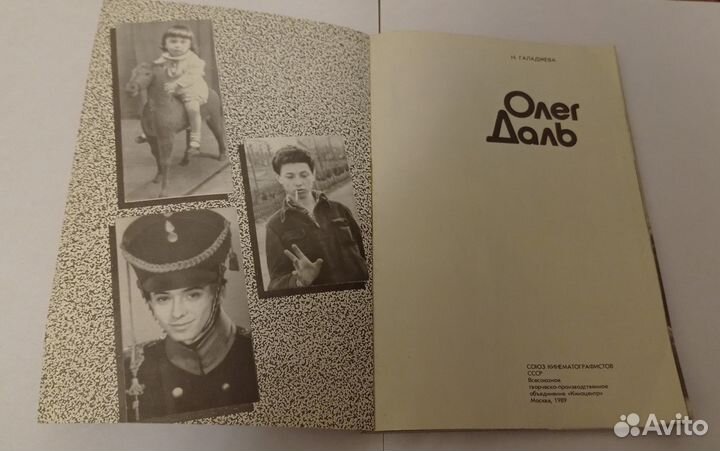 Н. ГАЛАДЖЕВА
Олег
Даль
СОЮЗ КИНЕМАТОГРАФИСТОВ
СССР
Всесоюзное
творческо-производственное
объединение «Киноцентр»
Москва, 1989
Avito